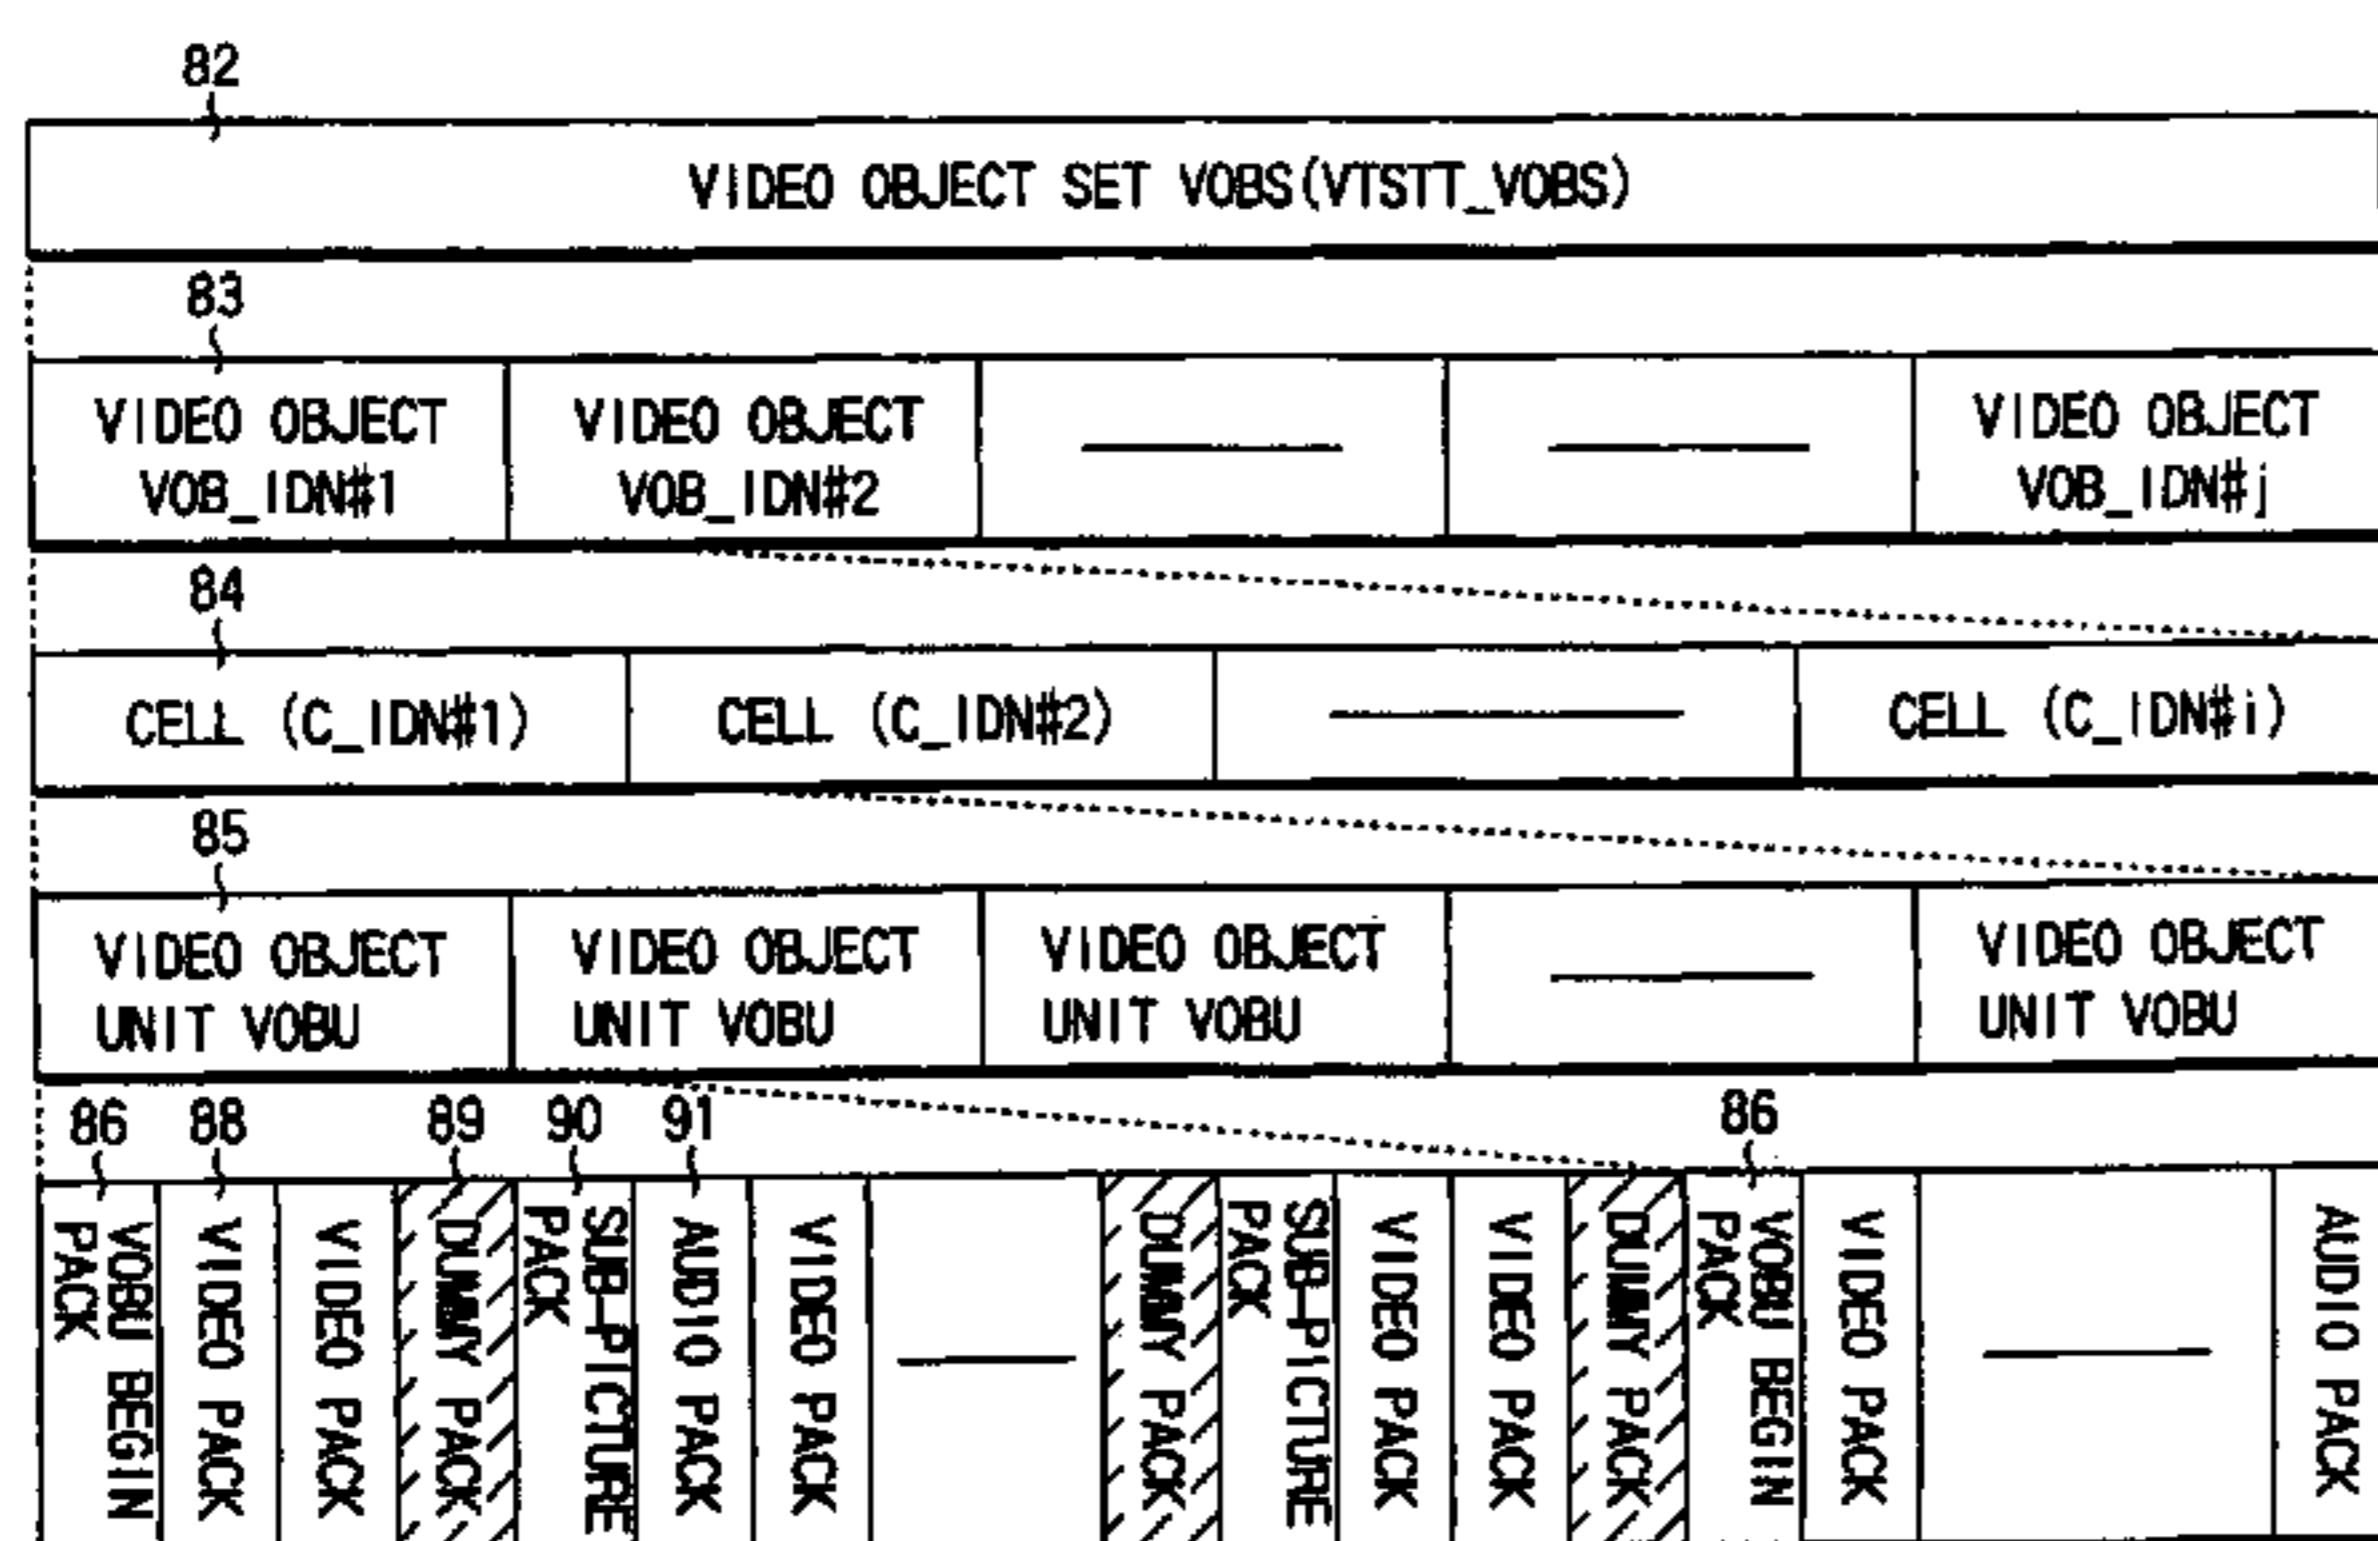 82
VIDEO OBJECT SET VOBS(VTSTT_VOBS)
83
VIDEO OBJECT
VOB_IDN#1
VIDEO OBJECT
VOB_IDN#2
VIDEO OBJECT
VOB_IDN#j
84
CELL (C_IDN#1)
CELL (C_IDN#2)
CELL (C_IDN#i)
85
VIDEO OBJECT
UNIT VOBU
VIDEO OBJECT
UNIT VOBU
VIDEO OBJECT
UNIT VOBU
VIDEO OBJECT
UNIT VOBU
86
88
89
90
91
86
VOBU BEGIN
PACK
VIDEO PACK
VIDEO PACK
DUMMY PACK
SUB-PICTURE
PACK
AUDIO PACK
VIDEO PACK
DUMMY PACK
SUB-PICTURE
PACK
VIDEO PACK
VIDEO PACK
DUMMY PACK
VOBU BEGIN
PACK
VIDEO PACK
AUDIO PACK